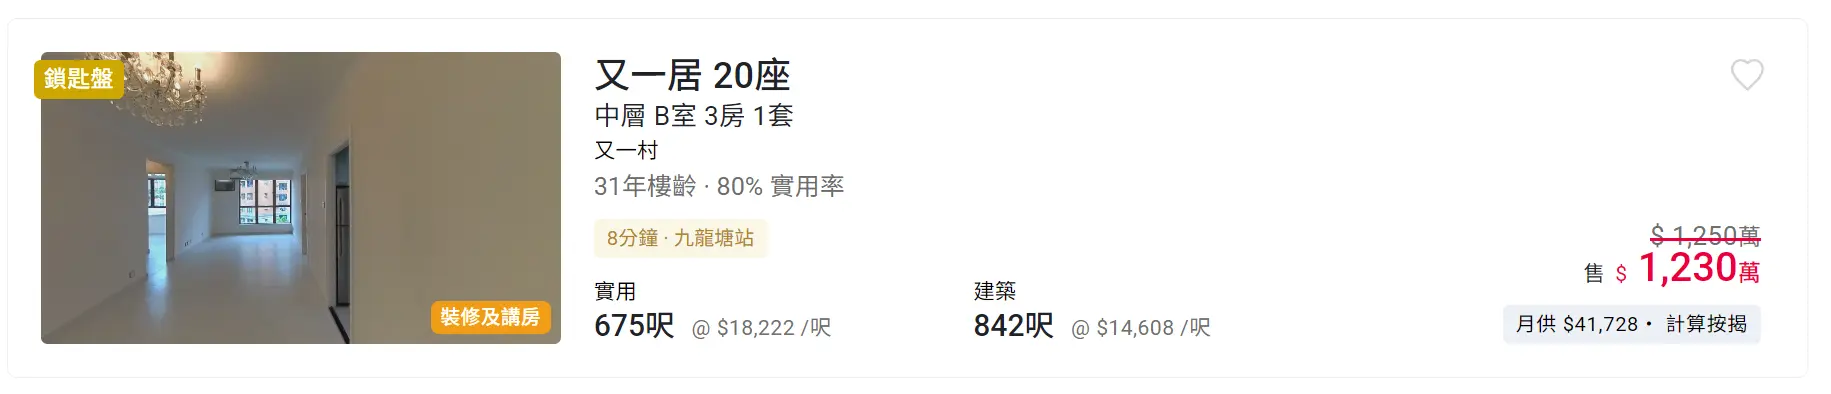 鎖匙盤
裝修及講房
又一居 20座
中層 B室 3房 1套
又一村
31年樓齡 · 80% 實用率
8分鐘 · 九龍塘站
實用
675呎 @ $18,222 /呎
建築
842呎 @ $14,608 /呎
$ 1,250萬
售 $ 1,230萬
月供 $41,728 • 計算按揭